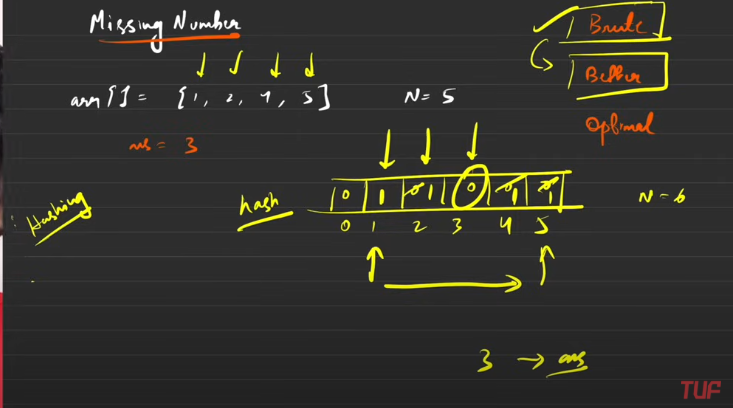 Missing Number
Brute
Better
Optimal
arr[] = {1, 2, 4, 5]
N = 5
ans = 3
Hashing
hash
0 1 0 1 0 0 1 0 1
0 1 2 3 4 5
N = 6
3 → ans
TUF